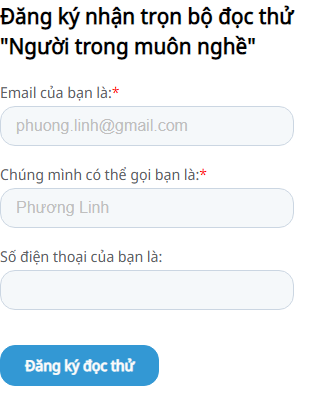 Đăng ký nhận trọn bộ đọc thử
"Người trong muôn nghề"
Email của bạn là:*
phuong.linh@gmail.com
Chúng mình có thể gọi bạn là:*
Phương Linh
Số điện thoại của bạn là:
Đăng ký đọc thử